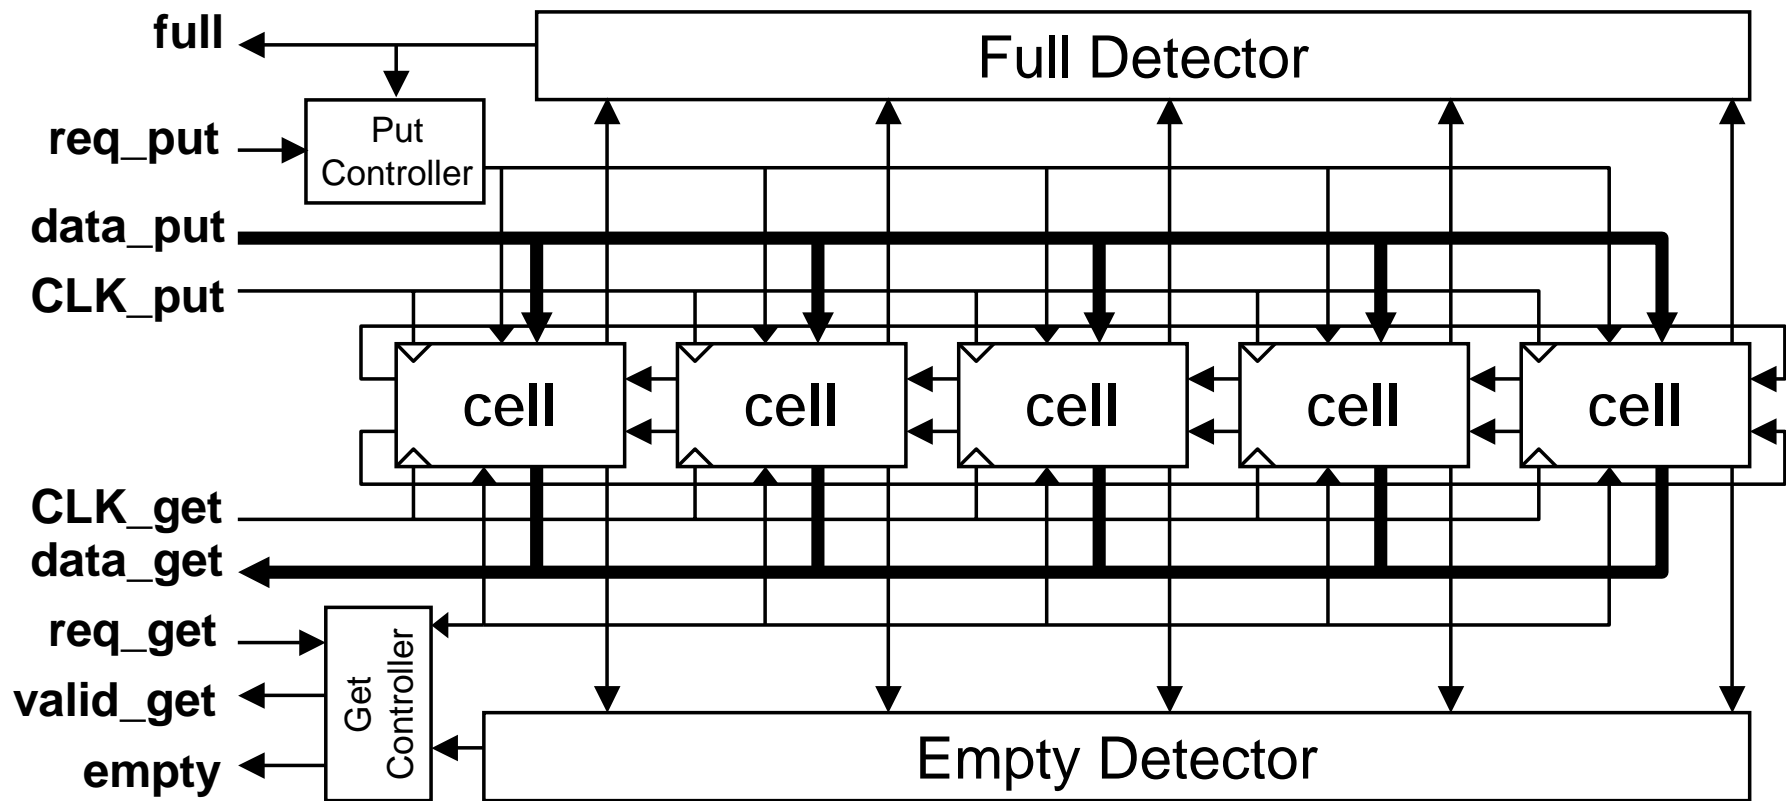 full
Full Detector
req_put
Put
Controller
data_put
CLK_put
cell
cell
cell
cell
cell
CLK_get
data_get
req_get
valid_get
empty
Get
Controller
Empty Detector